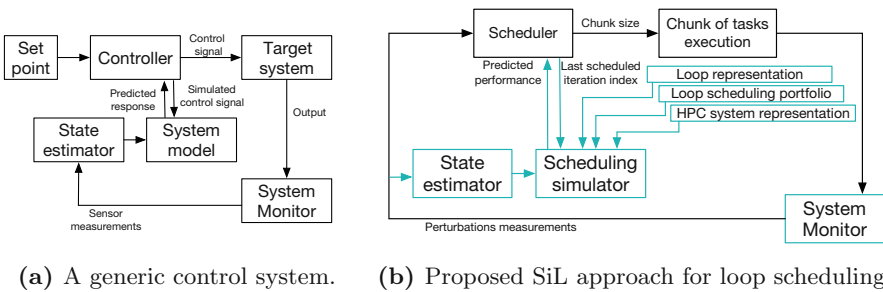 Set
point
Controller
Control
signal
Target
system
Predicted
response
Simulated
control signal
Output
State
estimator
System
model
System
Monitor
Sensor
measurements
(a) A generic control system.
Scheduler
Chunk size
Chunk of tasks
execution
Predicted
performance
Last scheduled
iteration index
Loop representation
Loop scheduling portfolio
HPC system representation
State
estimator
Scheduling
simulator
System
Monitor
Perturbations measurements
(b) Proposed SiL approach for loop scheduling